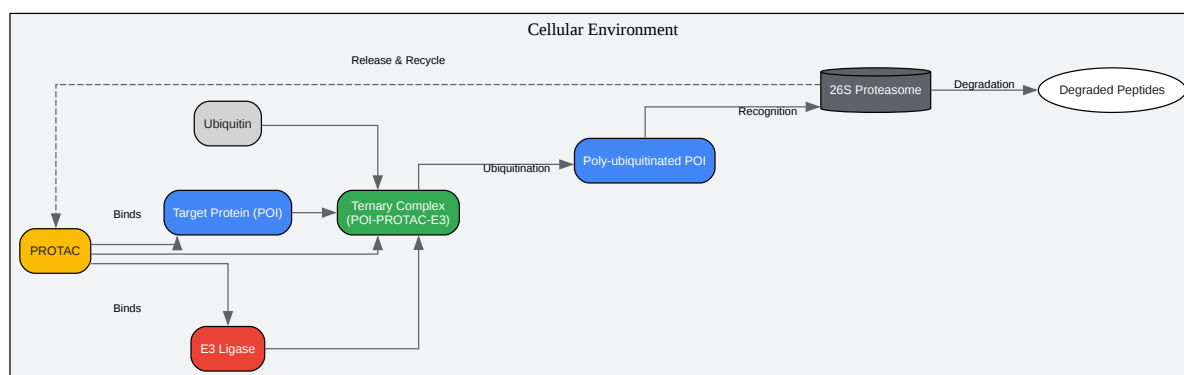 Cellular Environment
Release & Recycle
26S Proteasome
Degradation
Degraded Peptides
Recognition
Ubiquitin
Poly-ubiquitinated POI
Ubiquitination
Binds
Target Protein (POI)
Ternary Complex
(POI-PROTAC-E3)
PROTAC
Binds
E3 Ligase